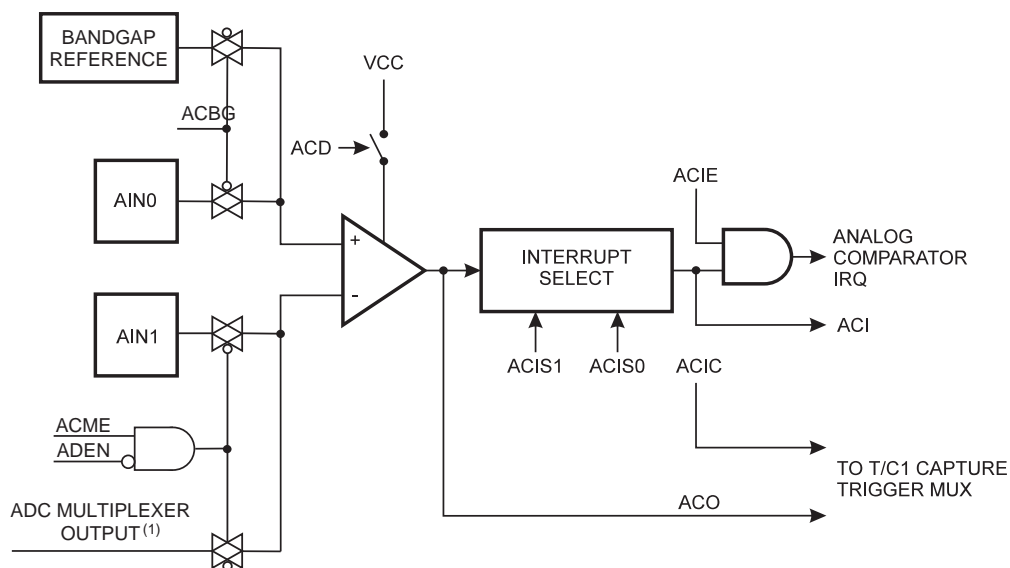 BANDGAP
REFERENCE
VCC
ACBG
ACD
AIN0
ACIE
+
INTERRUPT
SELECT
ANALOG
COMPARATOR
IRQ
-
AIN1
ACI
ACIS1
ACIS0
ACIC
ACME
ADEN
TO T/C1 CAPTURE
TRIGGER MUX
ACO
ADC MULTIPLEXER
OUTPUT(1)